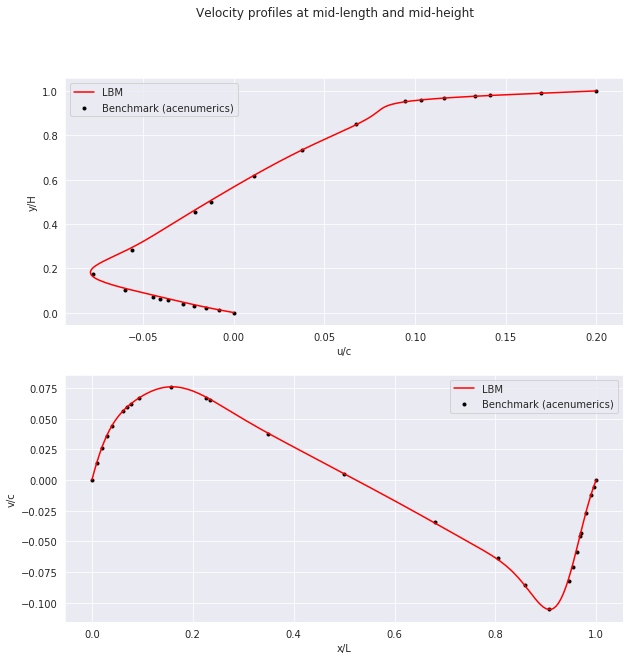 Velocity profiles at mid-length and mid-height
LBM
Benchmark (acenumerics)
1.0
0.8
0.6
0.4
0.2
0.0
y/H
−0.05 0.00 0.05 0.10 0.15 0.20
u/c
LBM
Benchmark (acenumerics)
0.075
0.050
0.025
0.000
−0.025
−0.050
−0.075
−0.100
v/c
0.0 0.2 0.4 0.6 0.8 1.0
x/L